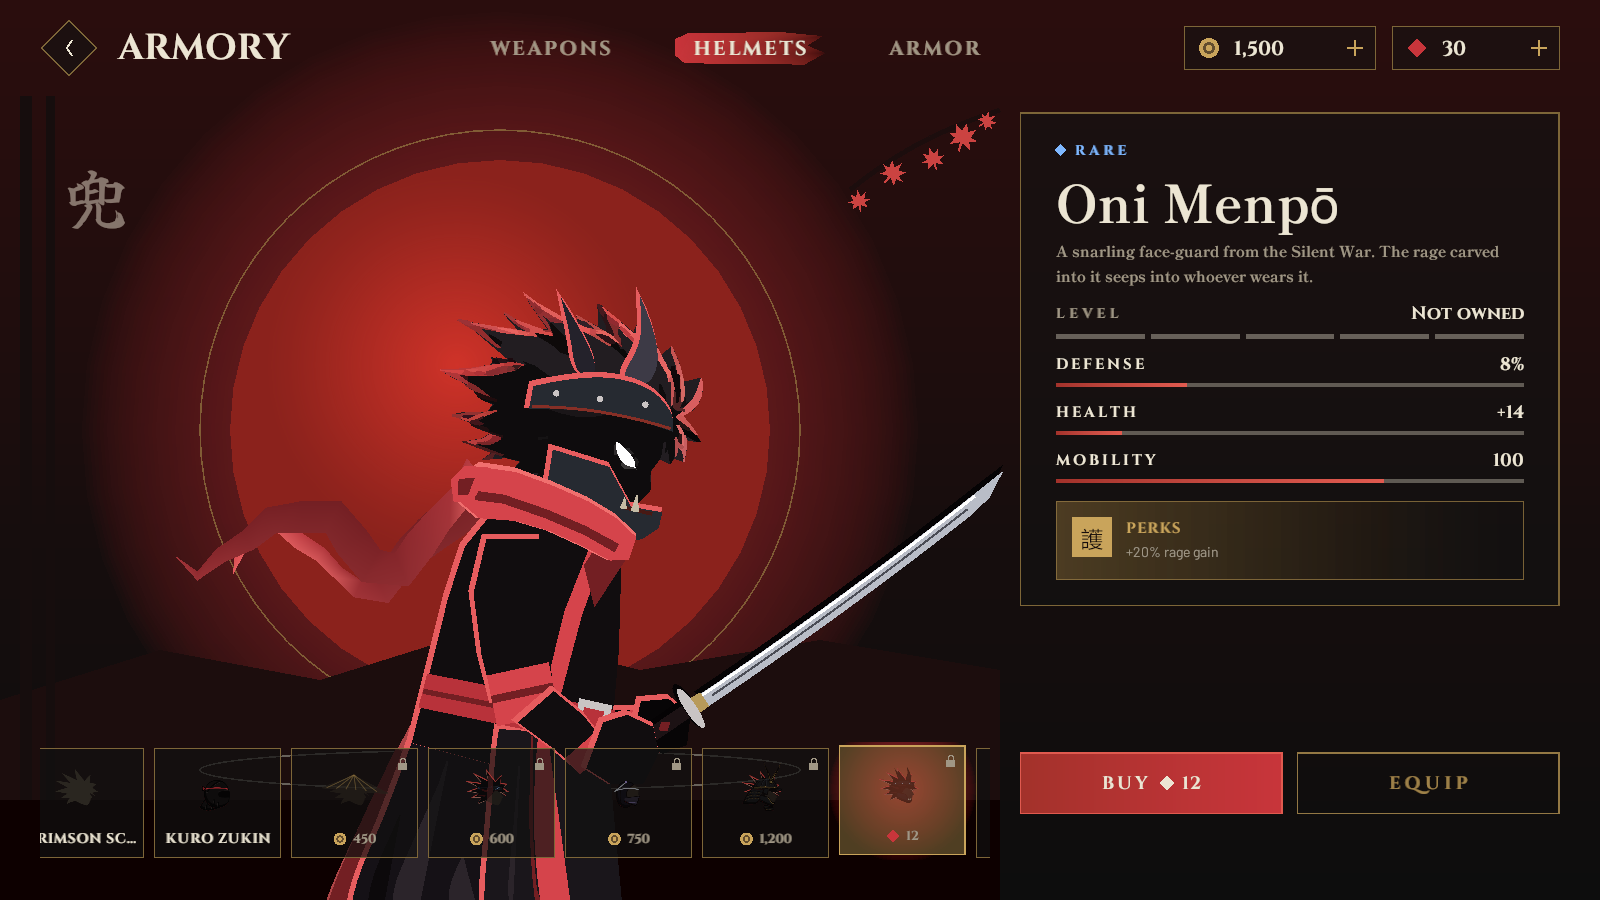 ARMORY
WEAPONS
HELMETS
ARMOR
1,500
30
兜
RARE
Oni Menpō
A snarling face-guard from the Silent War. The rage carved
into it seeps into whoever wears it.
LEVEL
NOT OWNED
DEFENSE
8%
HEALTH
+14
MOBILITY
100
護
PERKS
+20% rage gain
RIMSON SC...
KURO ZUKIN
450
600
750
1,200
12
BUY 12
EQUIP